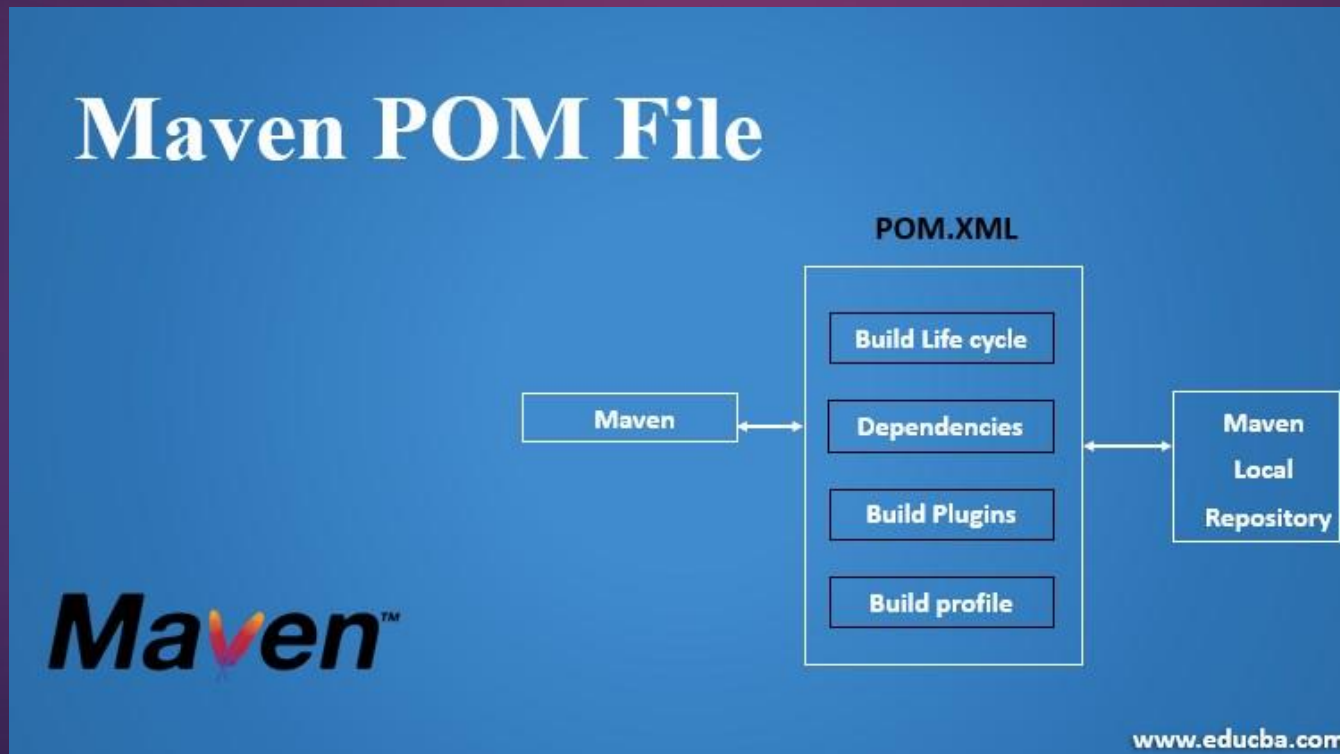 Maven POM File
POM.XML
Build Life cycle
Maven
Dependencies
Maven
Local
Repository
Build Plugins
Build profile
Maven™
www.educba.com